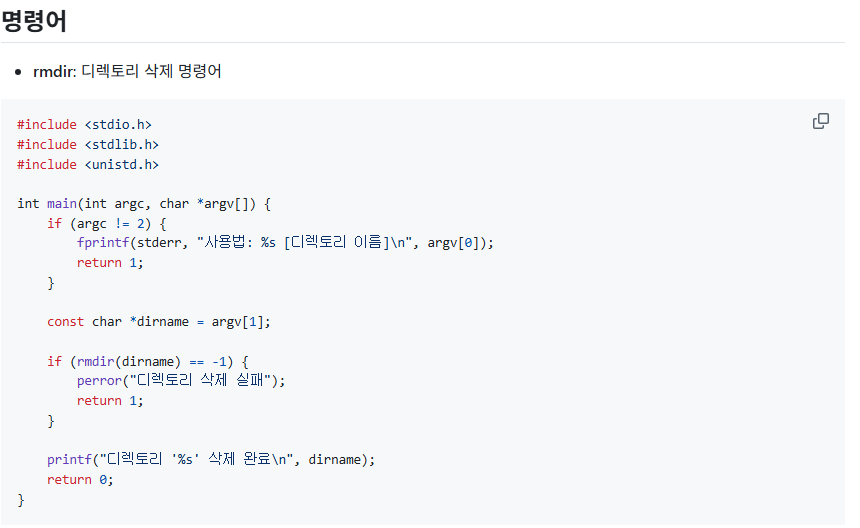 명령어
rmdir: 디렉토리 삭제 명령어
#include <stdio.h>
#include <stdlib.h>
#include <unistd.h>
int main(int argc, char *argv[]) {
    if (argc != 2) {
        fprintf(stderr, "사용법: %s [디렉토리 이름]\n", argv[0]);
        return 1;
    }
    const char *dirname = argv[1];
    if (rmdir(dirname) == -1) {
        perror("디렉토리 삭제 실패");
        return 1;
    }
    printf("디렉토리 '%s' 삭제 완료\n", dirname);
    return 0;
}